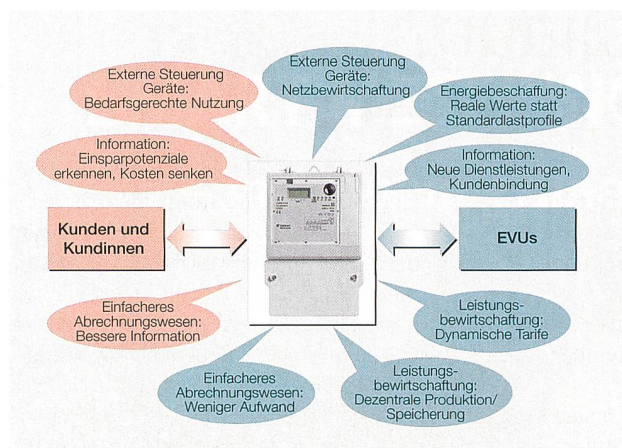 Externe Steuerung
Geräte:
Bedarfsgerechte Nutzung
Externe Steuerung
Geräte:
Netzbewirtschaftung
Energiebeschaffung:
Reale Werte statt
Standardlastprofile
Information:
Einsparpotenziale
erkennen, Kosten senken
Information:
Neue Dienstleistungen,
Kundenbindung
Kunden und
Kundinnen
EVUs
Einfacheres
Abrechnungswesen:
Bessere Information
Leistungs-
bewirtschaftung:
Dynamische Tarife
Einfacheres
Abrechnungswesen:
Weniger Aufwand
Leistungs-
bewirtschaftung:
Dezentrale Produktion/
Speicherung